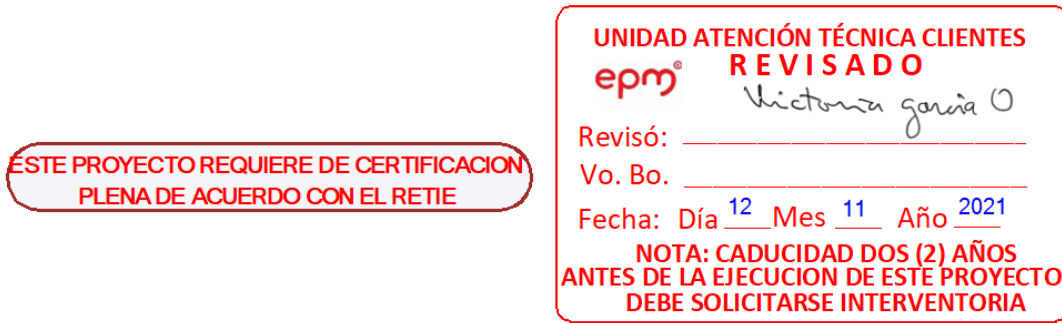 ESTE PROYECTO REQUIERE DE CERTIFICACION
PLENA DE ACUERDO CON EL RETIE
UNIDAD ATENCIÓN TÉCNICA CLIENTES
REVISADO
epm®
Victoria garcía O
Revisó:
Vo. Bo.
Fecha: Día 12 Mes 11 Año 2021
NOTA: CADUCIDAD DOS (2) AÑOS
ANTES DE LA EJECUCION DE ESTE PROYECTO
DEBE SOLICITARSE INTERVENTORIA